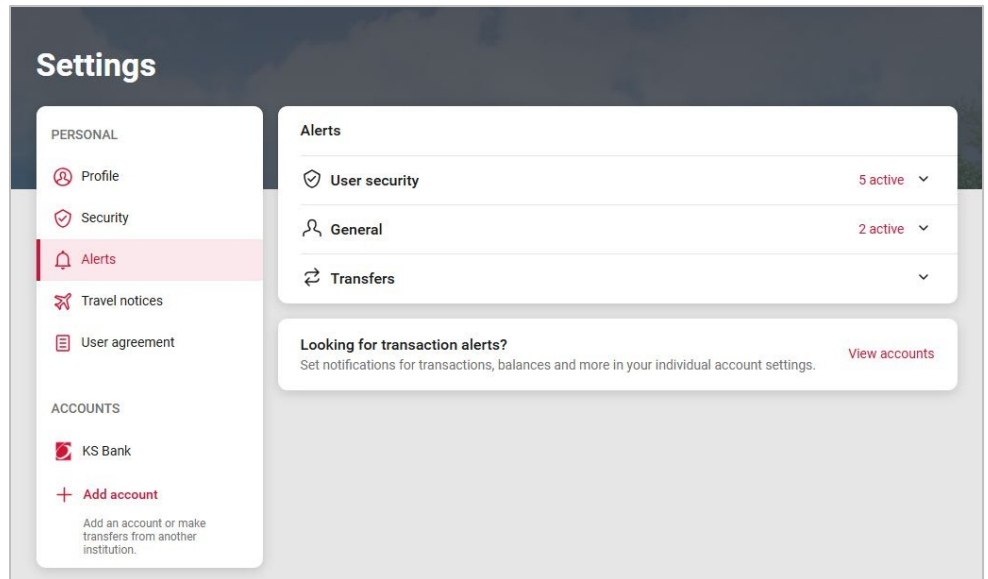 Settings
PERSONAL
Profile
Security
Alerts
Travel notices
User agreement
ACCOUNTS
KS Bank
Add account
Add an account or make
transfers from another
institution.
Alerts
User security 5 active
General 2 active
Transfers
Looking for transaction alerts?
Set notifications for transactions, balances and more in your individual account settings.
View accounts